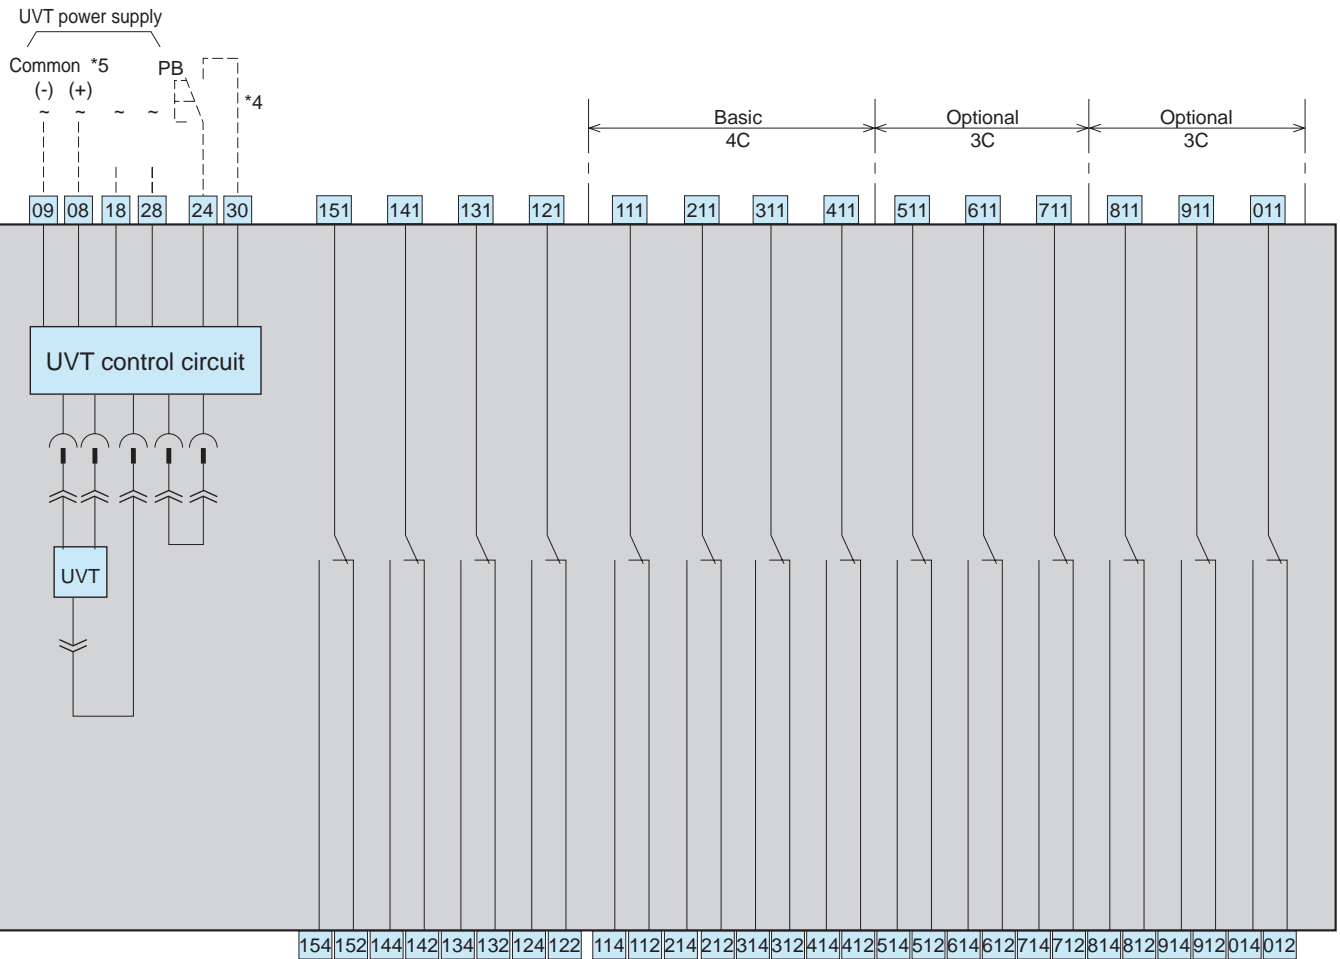 UVT power supply
Common *5 PB
(-) (+)
~ ~ ~ ~ *4
Basic Optional Optional
4C 3C 3C
09 08 18 28 24 30 151 141 131 121 111 211 311 411 511 611 711 811 911 011
UVT control circuit
UVT
154 152 144 142 134 132 124 122 114 112 214 212 314 312 414 412 514 512 614 612 714 712 814 812 914 912 014 012